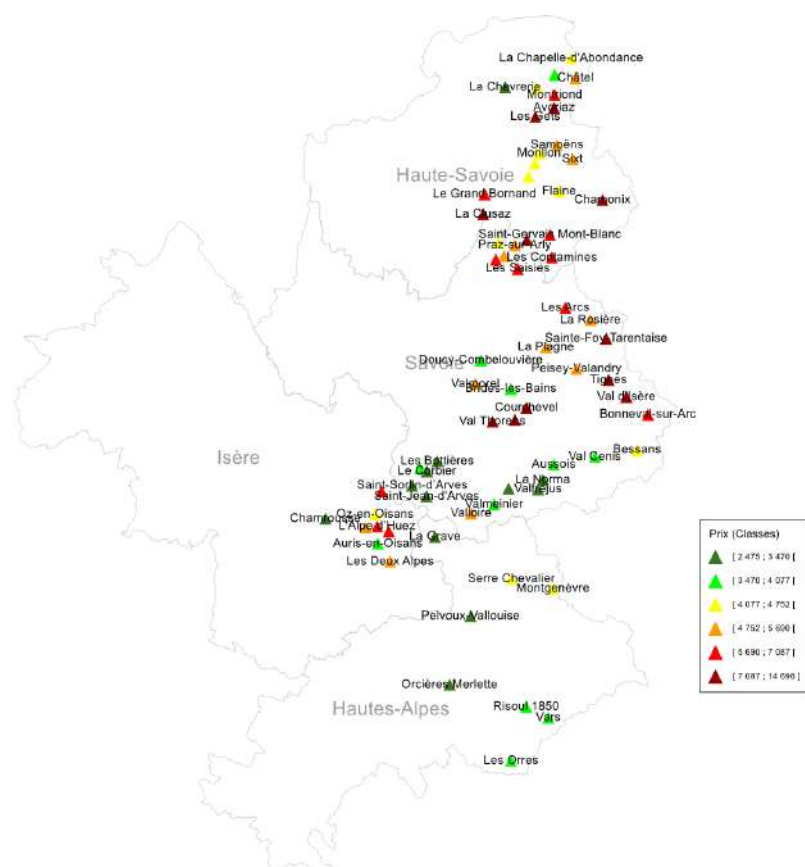 La Chapelle-d'Abondance
Châtel
La Chèvrerie
Montriond
Avoriaz
Les Gets
Samoëns
Morillon
Sixt
Haute-Savoie
Flaine
Le Grand Bornand
Chamonix
La Clusaz
Saint-Gervais Mont-Blanc
Praz-sur-Arly
Les Contamines
Les Saisies
Les Arcs
La Rosière
Sainte-Foy Tarentaise
La Plagne
Doucy-Combelouvière
Savoie
Peisey-Valandry
Tignes
Valmorel
Brides-les-Bains
Val d'Isère
Courchevel
Bonneval-sur-Arc
Val Thorens
Bessans
Isère
Les Bottières
Val Cenis
Le Corbier
Aussois
La Norma
Saint-Sorlin-d'Arves
Valfréjus
Saint-Jean-d'Arves
Valmeinier
Oz-en-Oisans
Valloire
Chamrousse
L'Alpe d'Huez
La Grave
Auris-en-Oisans
Les Deux Alpes
Serre Chevalier
Montgenèvre
Pelvoux-Vallouise
Orcières Merlette
Hautes-Alpes
Risoul 1850
Vars
Les Orres
Prix (Classes)
[ 2 475 ; 3 470 [
[ 3 470 ; 4 077 [
[ 4 077 ; 4 752 [
[ 4 752 ; 5 690 [
[ 5 690 ; 7 087 [
[ 7 087 ; 14 696 [